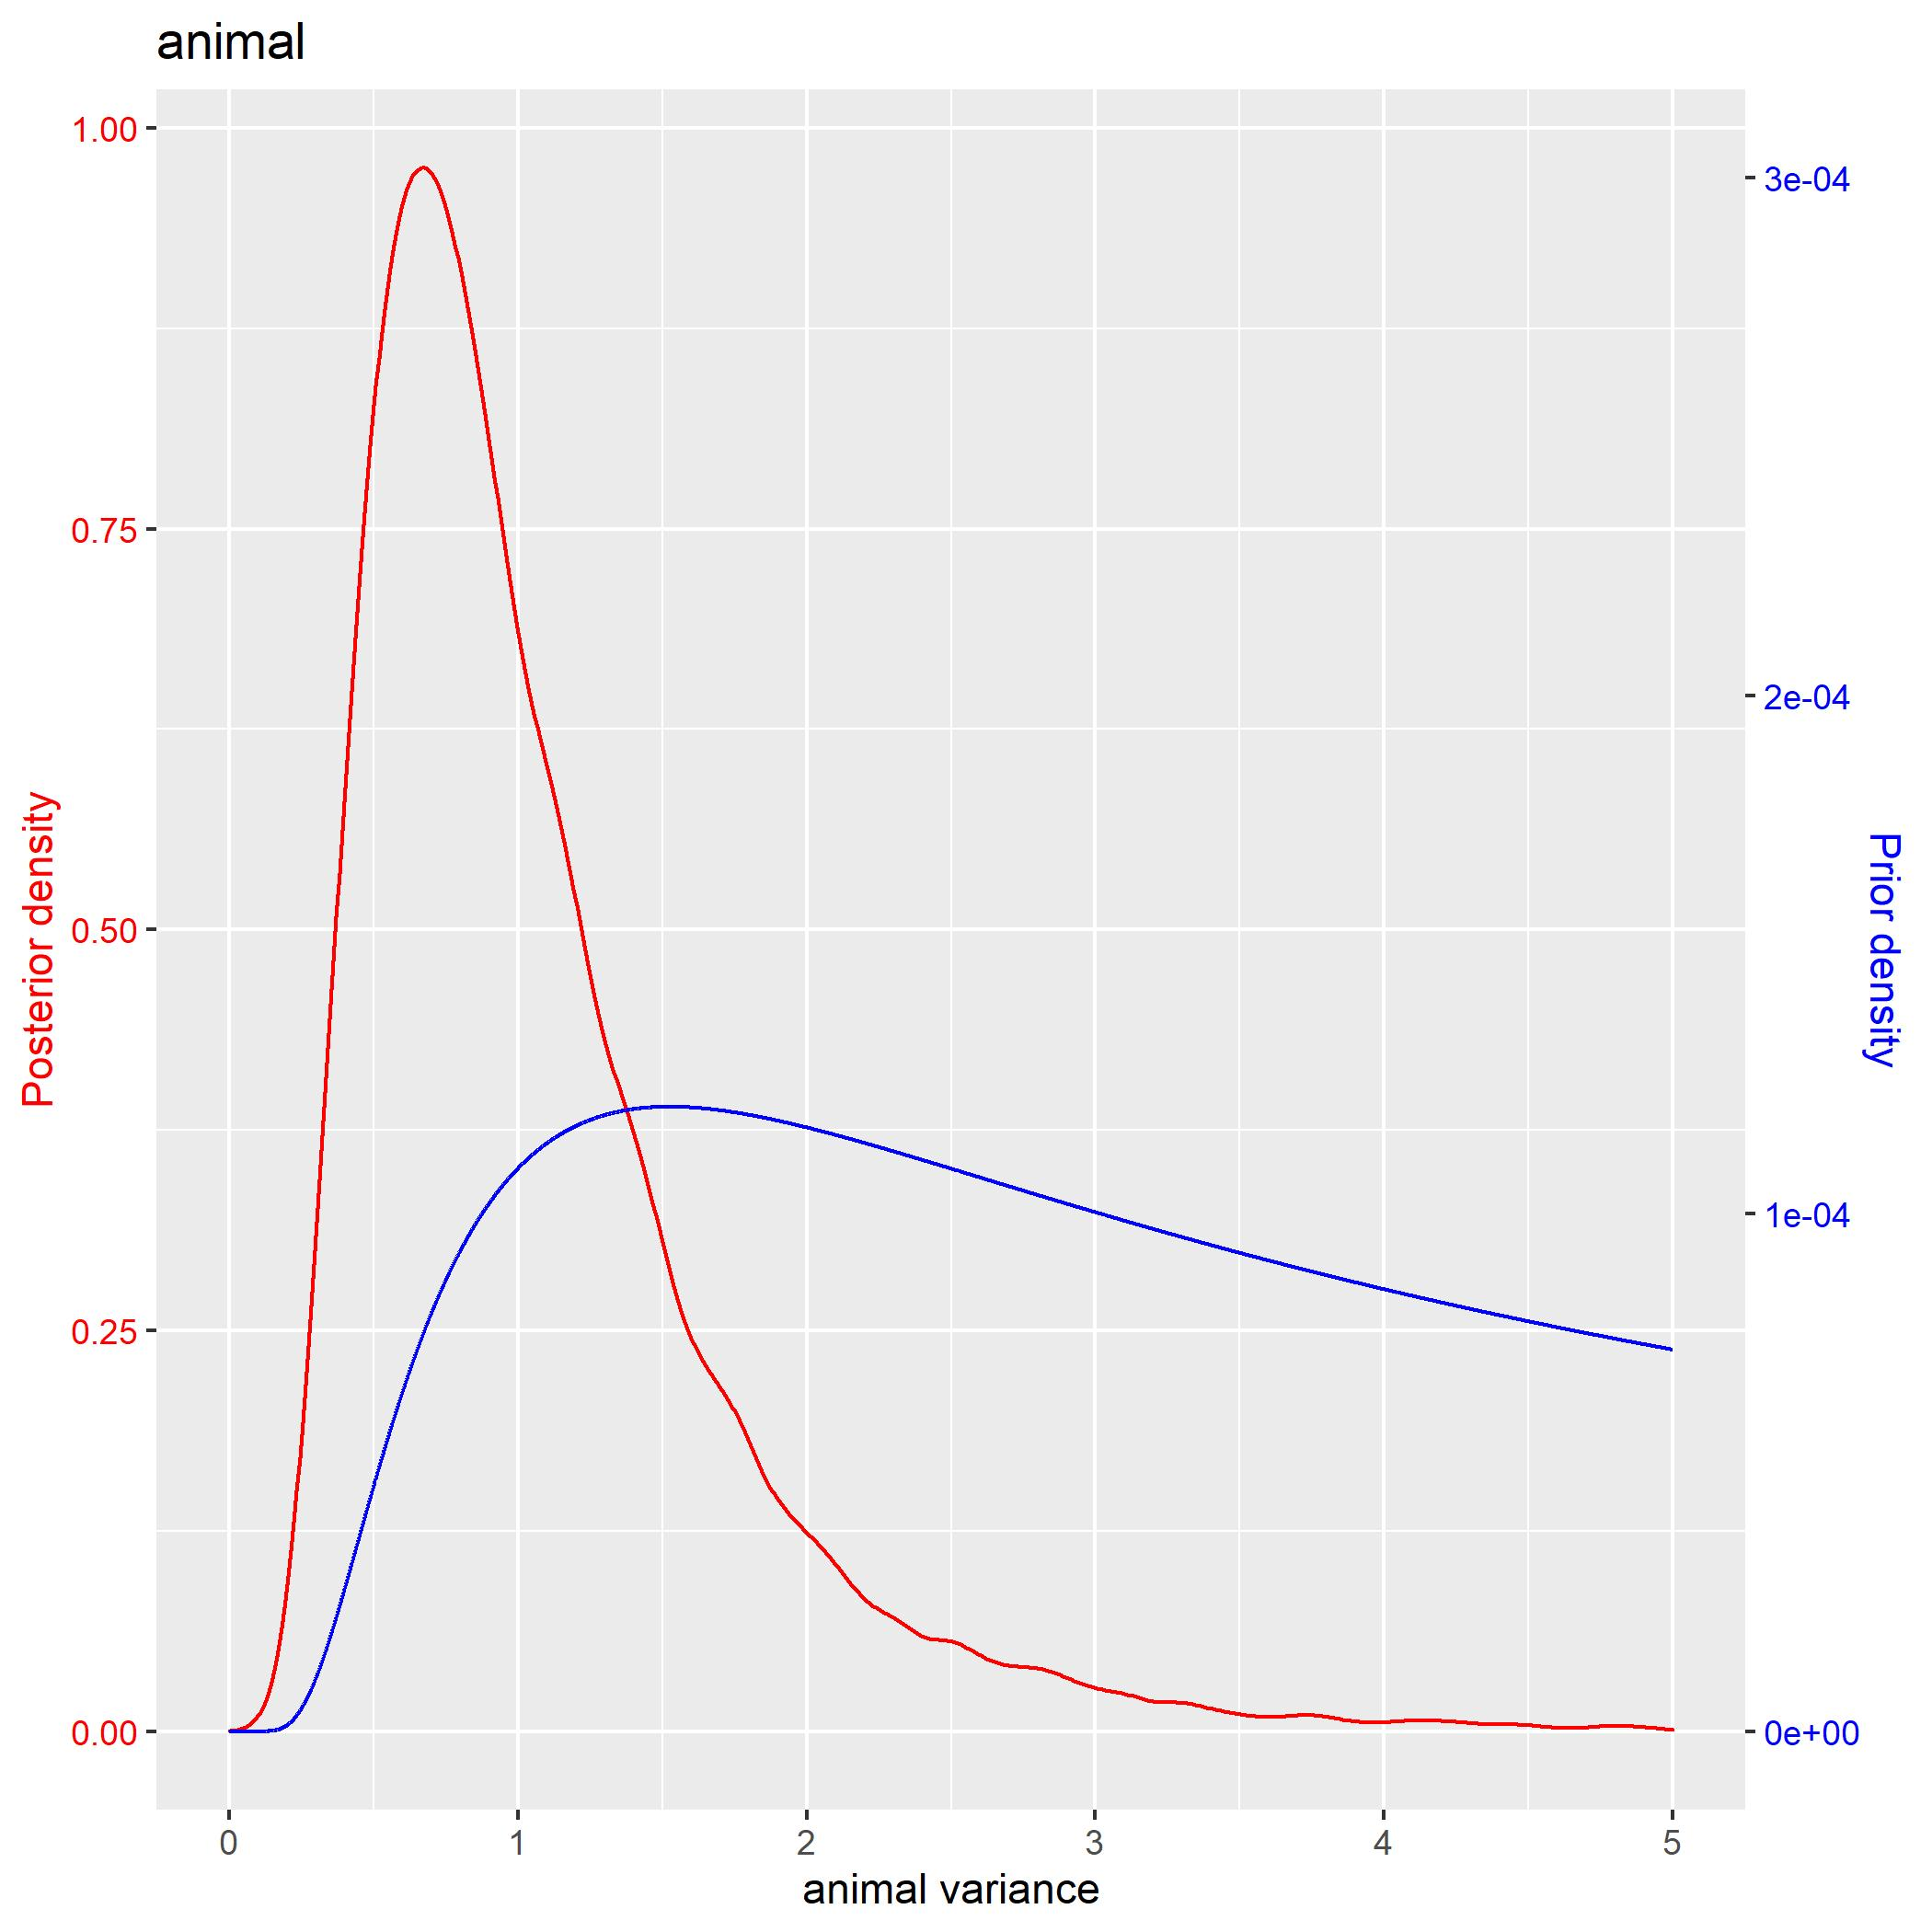 animal
1.00
0.75
0.50
0.25
0.00
Posterior density
3e-04
2e-04
1e-04
0e+00
Prior density
0
1
2
3
4
5
animal variance